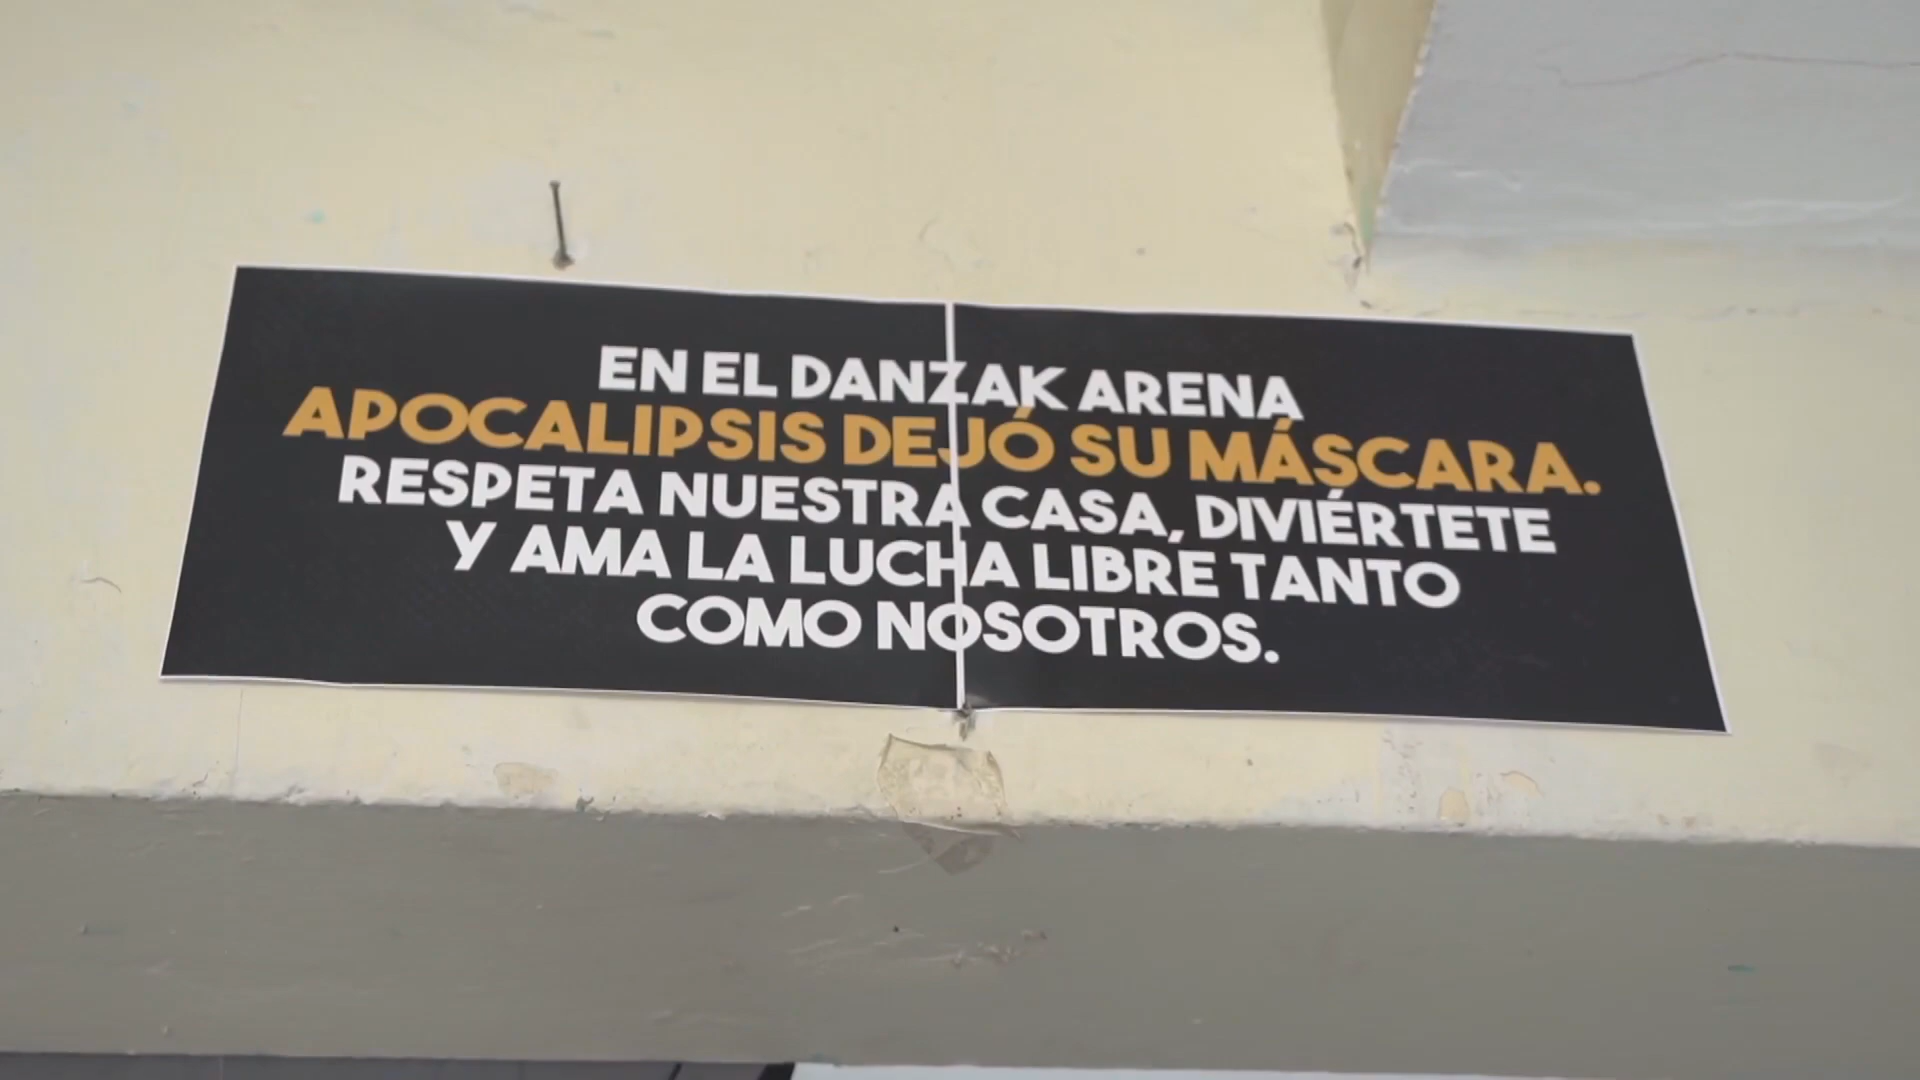 EN EL DANZAK ARENA
APOCALIPSIS DEJÓ SU MÁSCARA.
RESPETA NUESTRA CASA, DIVIÉRTETE
Y AMA LA LUCHA LIBRE TANTO
COMO NOSOTROS.